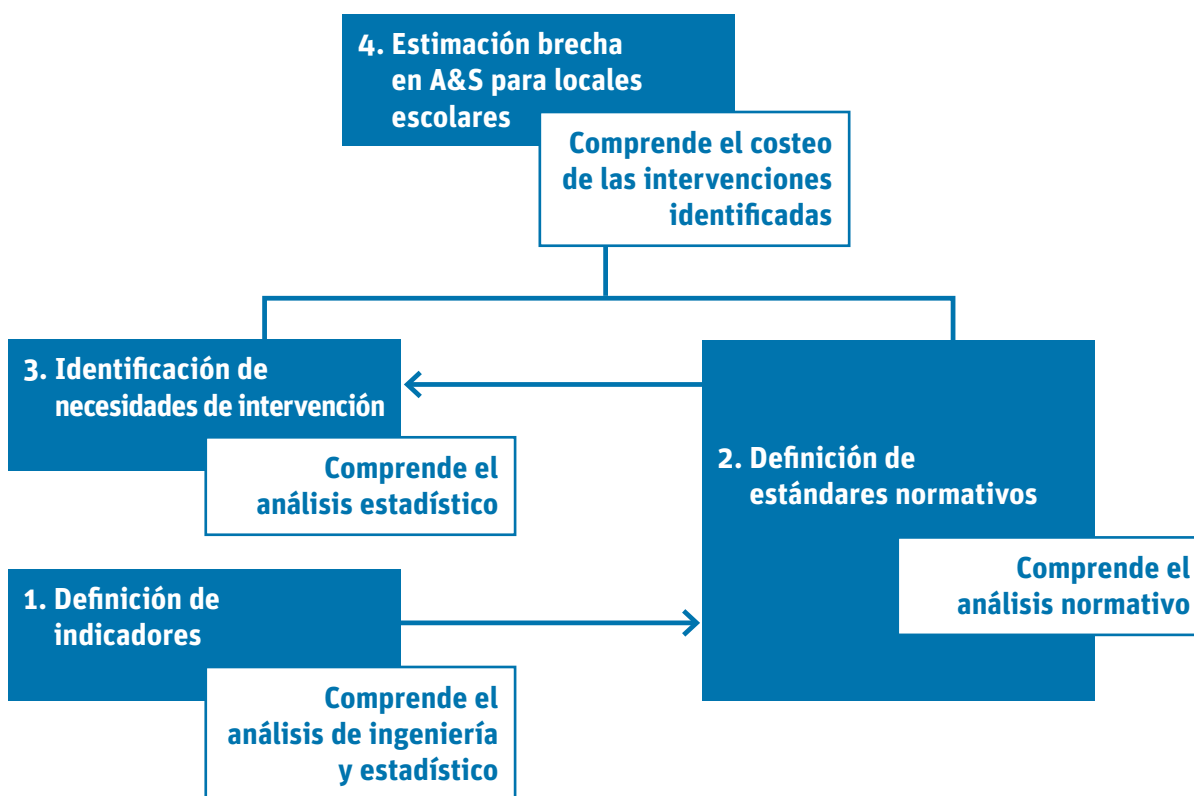 4. Estimación brecha
en A&S para locales
escolares
Comprende el costeo
de las intervenciones
identificadas
3. Identificación de
necesidades de intervención
Comprende el
análisis estadístico
2. Definición de
estándares normativos
Comprende el
análisis normativo
1. Definición de
indicadores
Comprende el
análisis de ingeniería
y estadístico